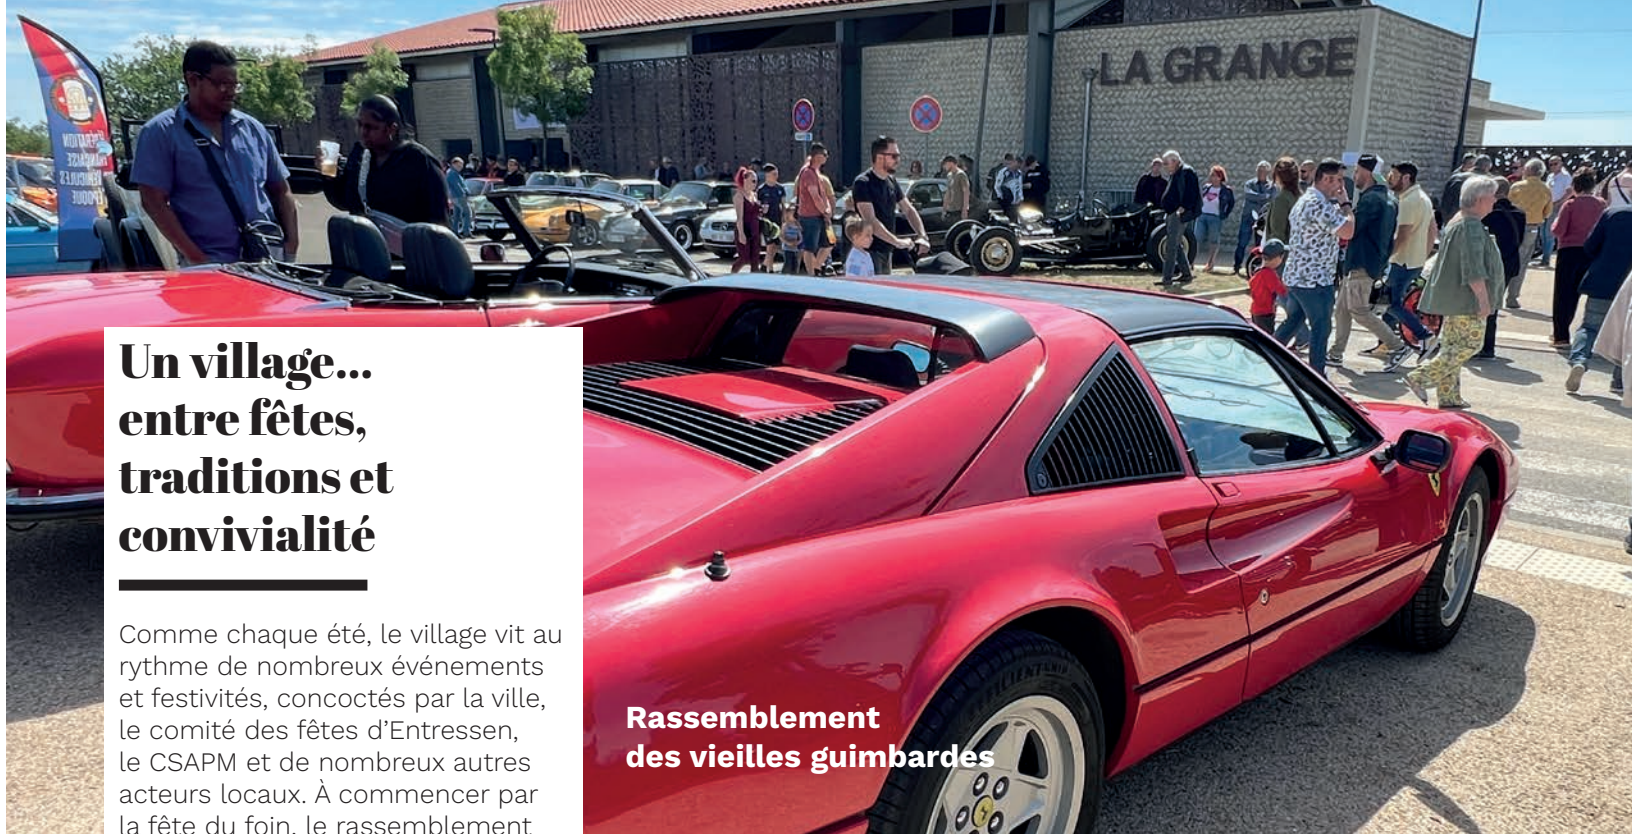 LA GRANGE
Un village...
entre fêtes,
traditions et
convivialité
Comme chaque été, le village vit au
rythme de nombreux événements
et festivités, concoctés par la ville,
le comité des fêtes d’Entressen,
le CSAPM et de nombreux autres
acteurs locaux. À commencer par
la fête du foin, le rassemblement
Rassemblement
des vieilles guimbardes